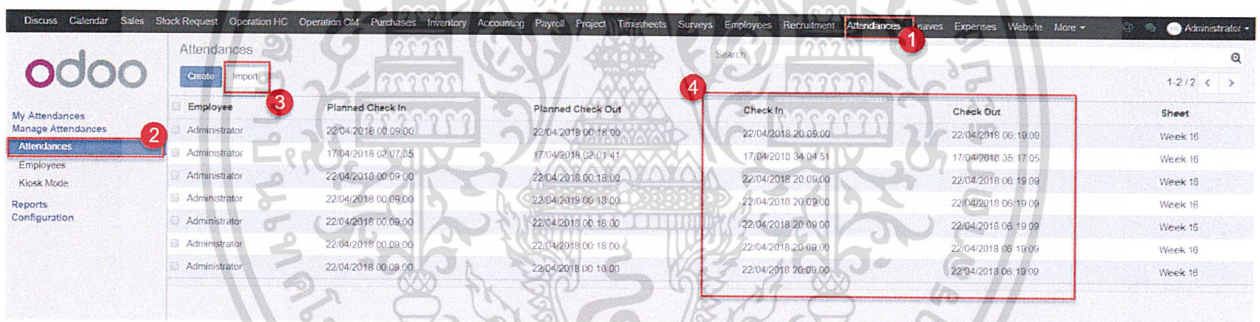 Discuss Calendar Sales Stock Request Operation HC Operation CM Purchases Inventory Accounting Payroll Project Timesheets Surveys Employees Recruitment Attendances Leaves Expenses Website More Administrator
1
odoo
Attendances
Search
Create Import
1-2 / 2
3
4
My Attendances
Manage Attendances
Attendances
2
Employees
Kiosk Mode
Reports
Configuration
Employee Planned Check In Planned Check Out Check In Check Out Sheet
Administrator 22/04/2018 00:09:00 22/04/2018 00:18:00 22/04/2018 20:09:00 22/04/2018 06:19:09 Week 16
Administrator 17/04/2018 02:07:35 17/04/2018 02:01:41 17/04/2018 34:04:51 17/04/2018 35:17:05 Week 16
Administrator 22/04/2018 00:09:00 22/04/2018 00:18:00 22/04/2018 20:09:00 22/04/2018 06:19:09 Week 16
Administrator 22/04/2018 00:09:00 22/04/2018 00:18:00 22/04/2018 20:09:00 22/04/2018 06:19:09 Week 16
Administrator 22/04/2018 00:09:00 22/04/2018 00:18:00 22/04/2018 20:09:00 22/04/2018 06:19:09 Week 16
Administrator 22/04/2018 00:09:00 22/04/2018 00:18:00 22/04/2018 20:09:00 22/04/2018 06:19:09 Week 16
Administrator 22/04/2018 00:09:00 22/04/2018 00:18:00 22/04/2018 20:09:00 22/04/2018 06:19:09 Week 16